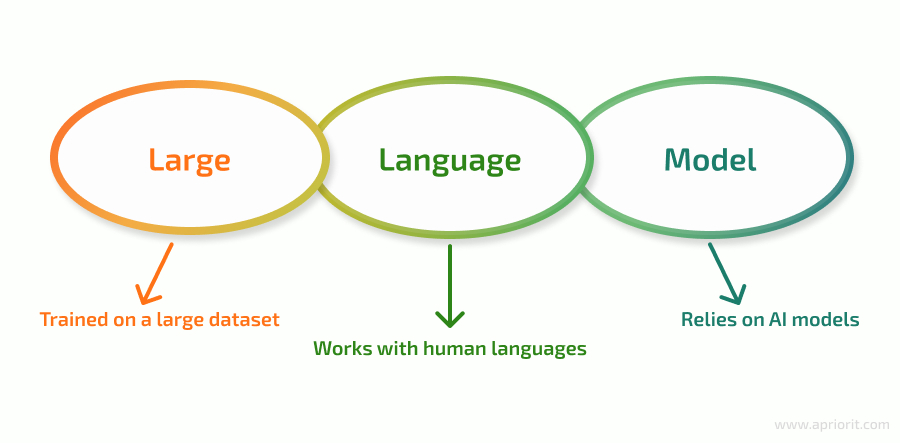 Large
Language
Model
Trained on a large dataset
Works with human languages
Relies on AI models
www.apriorit.com